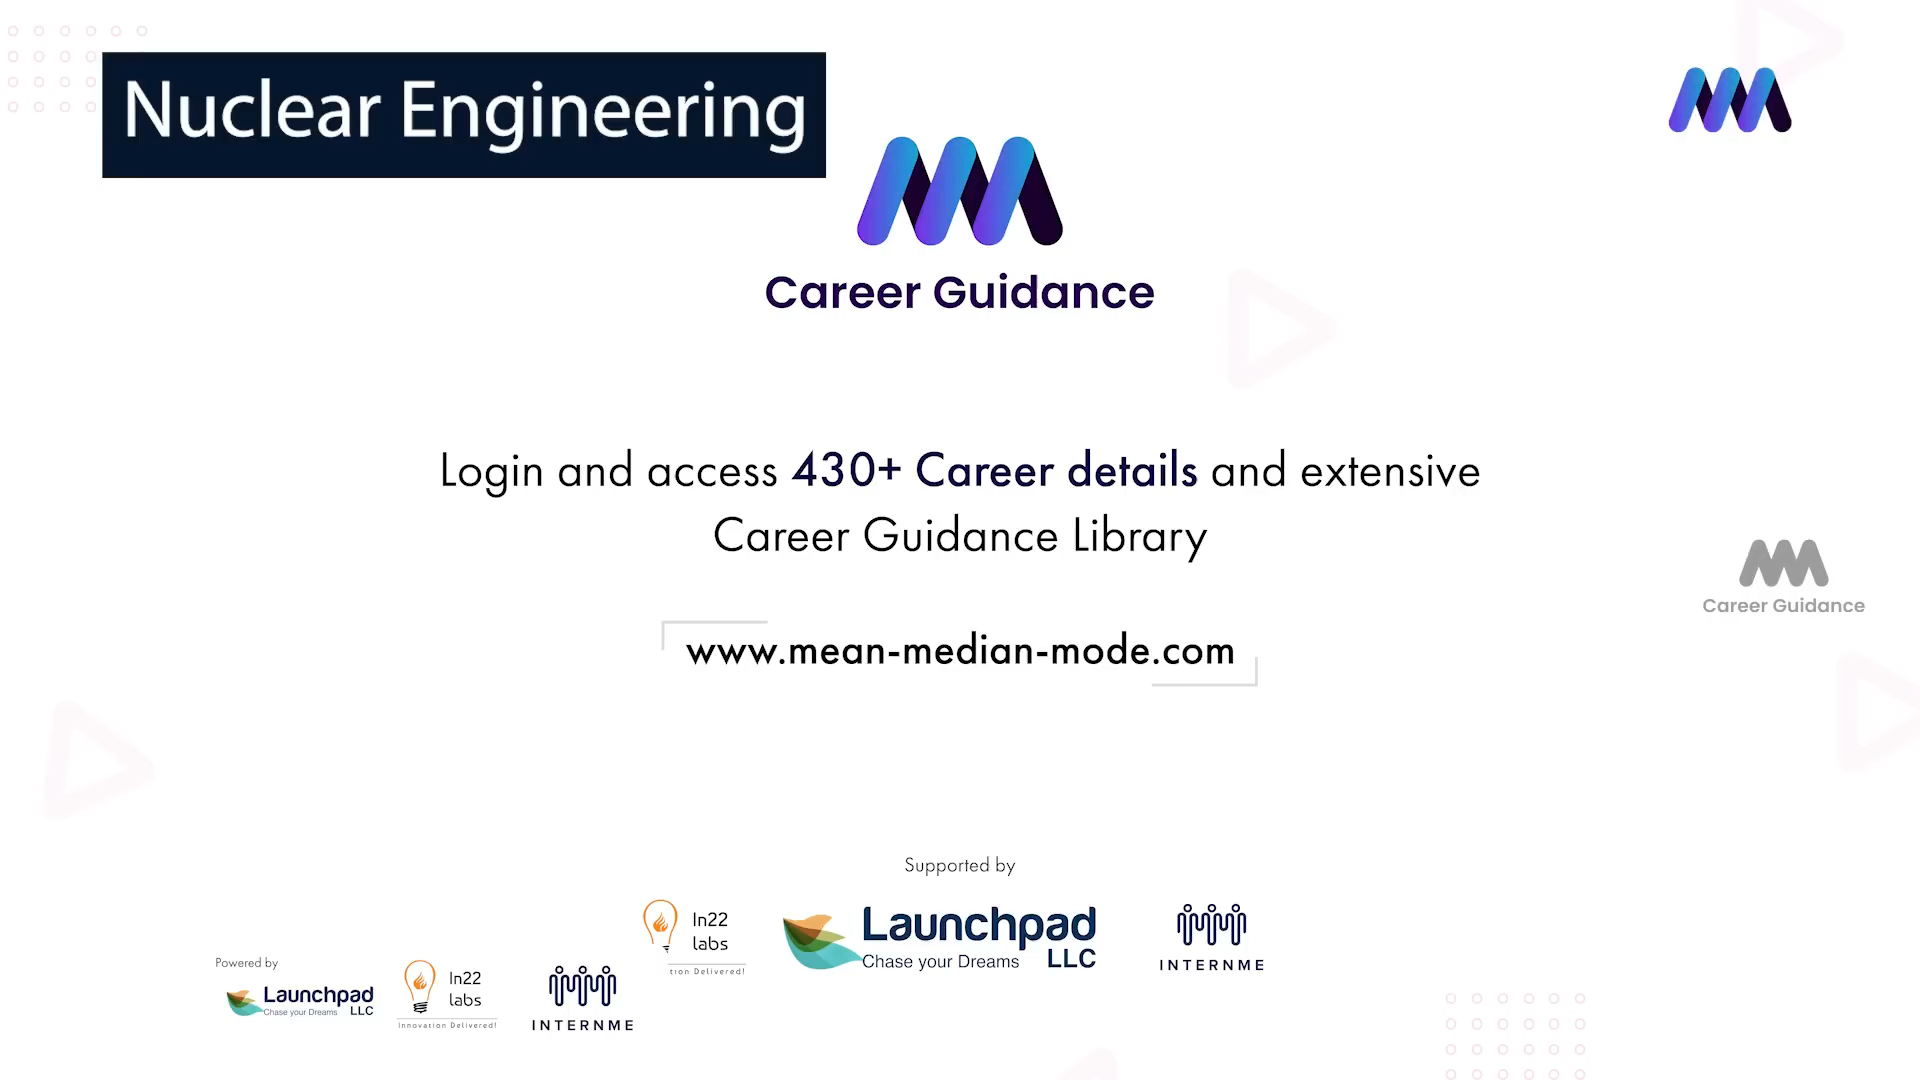 Nuclear Engineering
Career Guidance
Login and access 430+ Career details and extensive
Career Guidance Library
Career Guidance
www.mean-median-mode.com
Supported by
In22
labs
tion Delivered!
Launchpad
Chase your Dreams LLC
INTERNME
Powered by
Launchpad
Chase your Dreams LLC
In22
labs
Innovation Delivered!
INTERNME